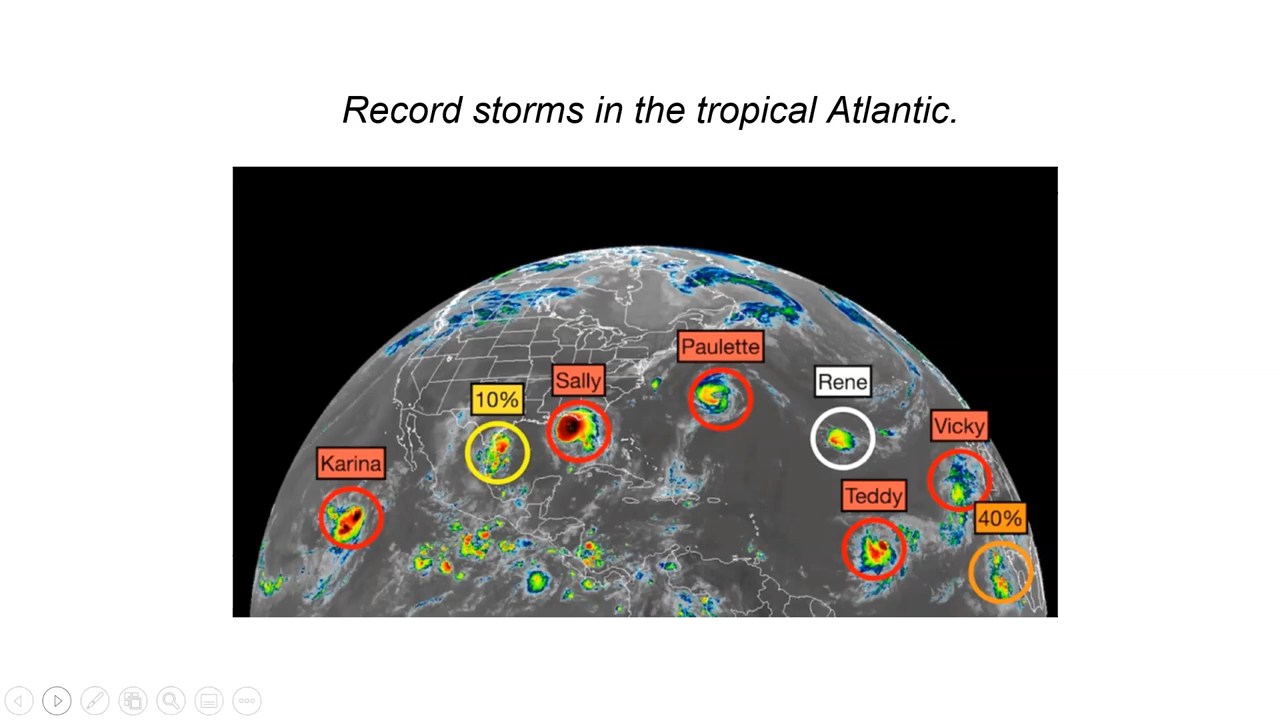 Record storms in the tropical Atlantic.
Paulette
Sally
Rene
10%
Vicky
Karina
Teddy
40%